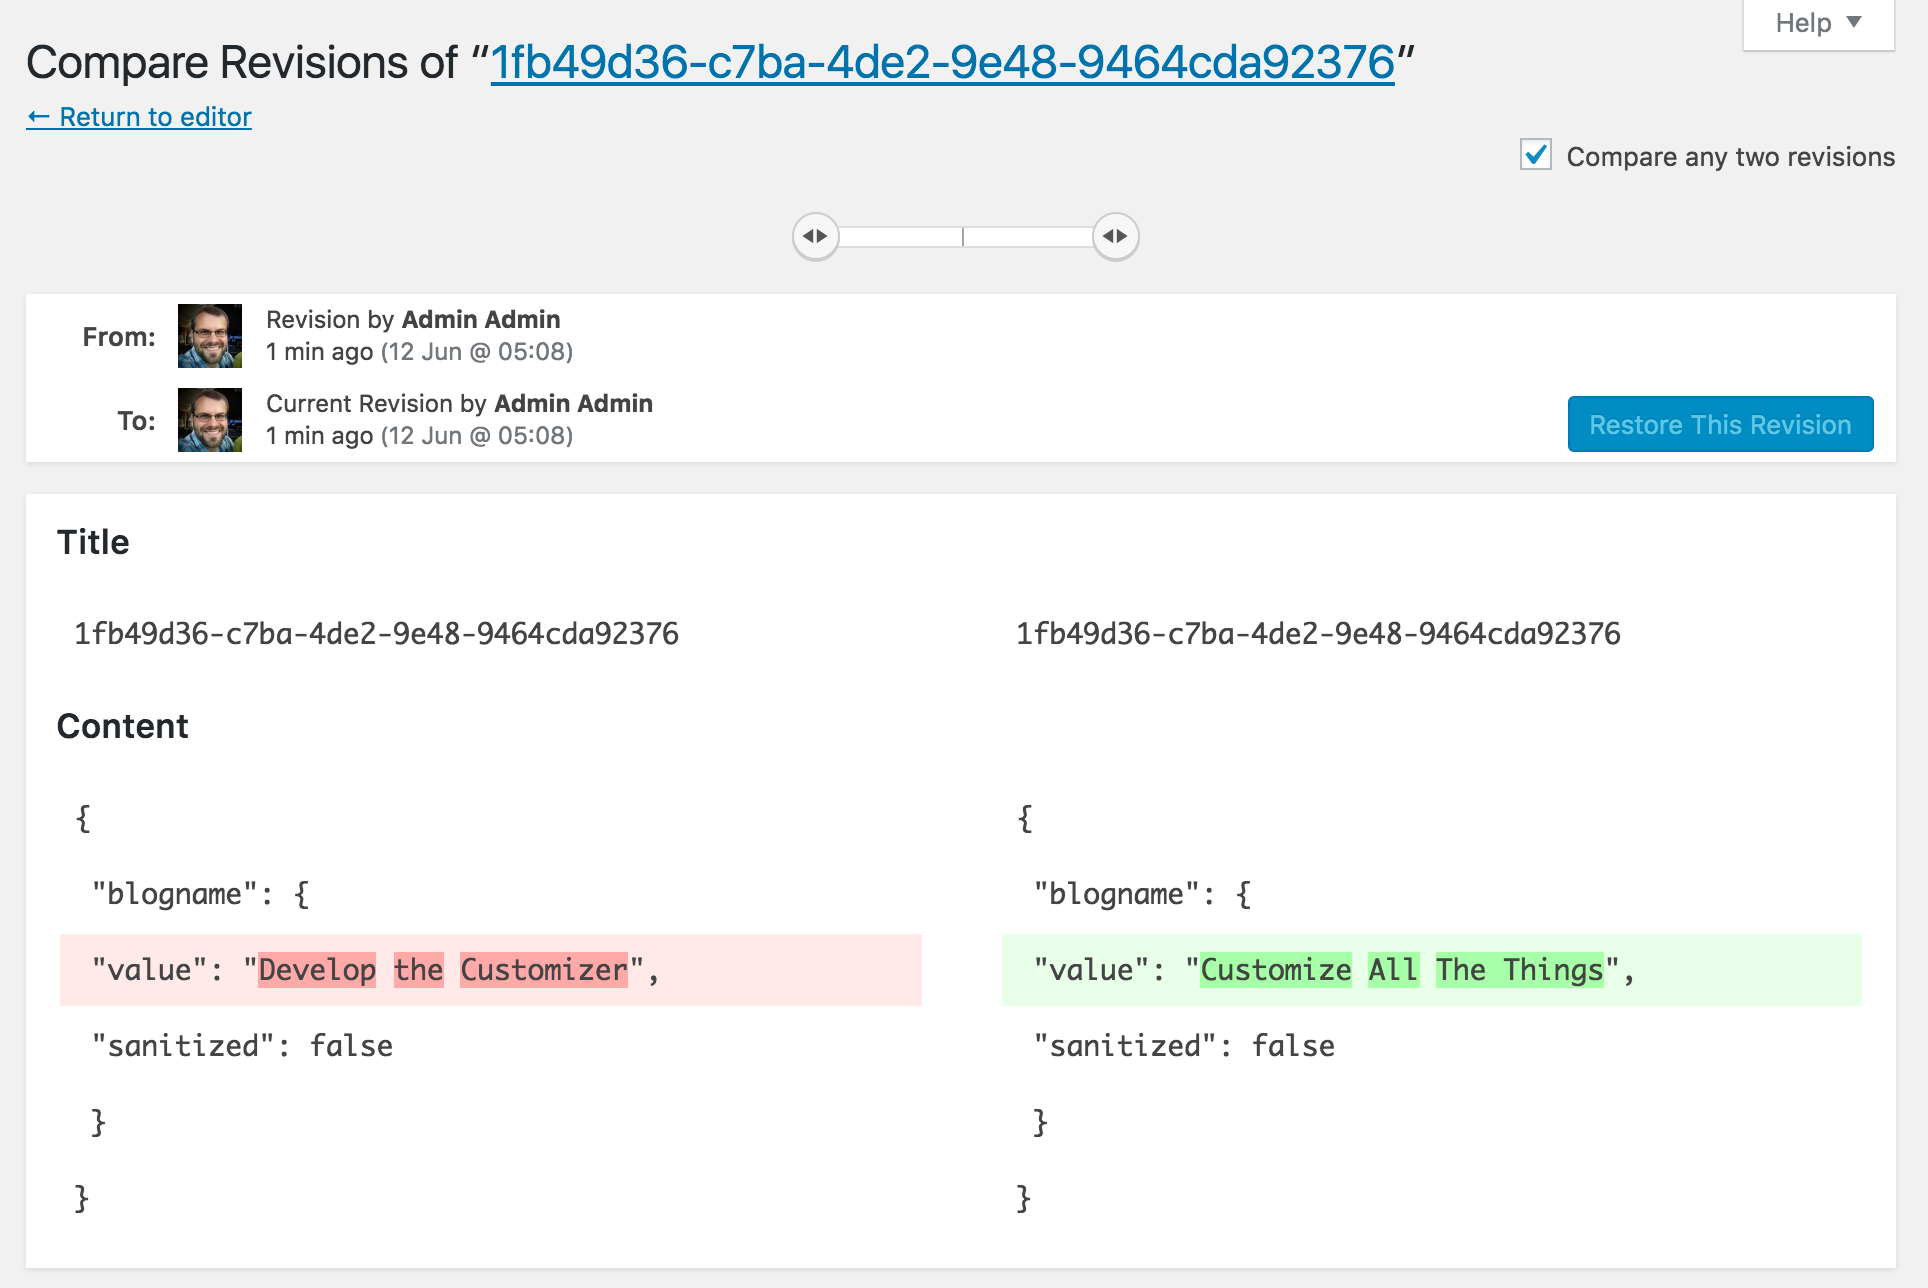 Help
Compare Revisions of “1fb49d36-c7ba-4de2-9e48-9464cda92376”
← Return to editor
Compare any two revisions
From:
Revision by Admin Admin
1 min ago (12 Jun @ 05:08)
To:
Current Revision by Admin Admin
1 min ago (12 Jun @ 05:08)
Restore This Revision
Title
1fb49d36-c7ba-4de2-9e48-9464cda92376
1fb49d36-c7ba-4de2-9e48-9464cda92376
Content
{
"blogname": {
"value": "Develop the Customizer",
"sanitized": false
}
}
{
"blogname": {
"value": "Customize All The Things",
"sanitized": false
}
}